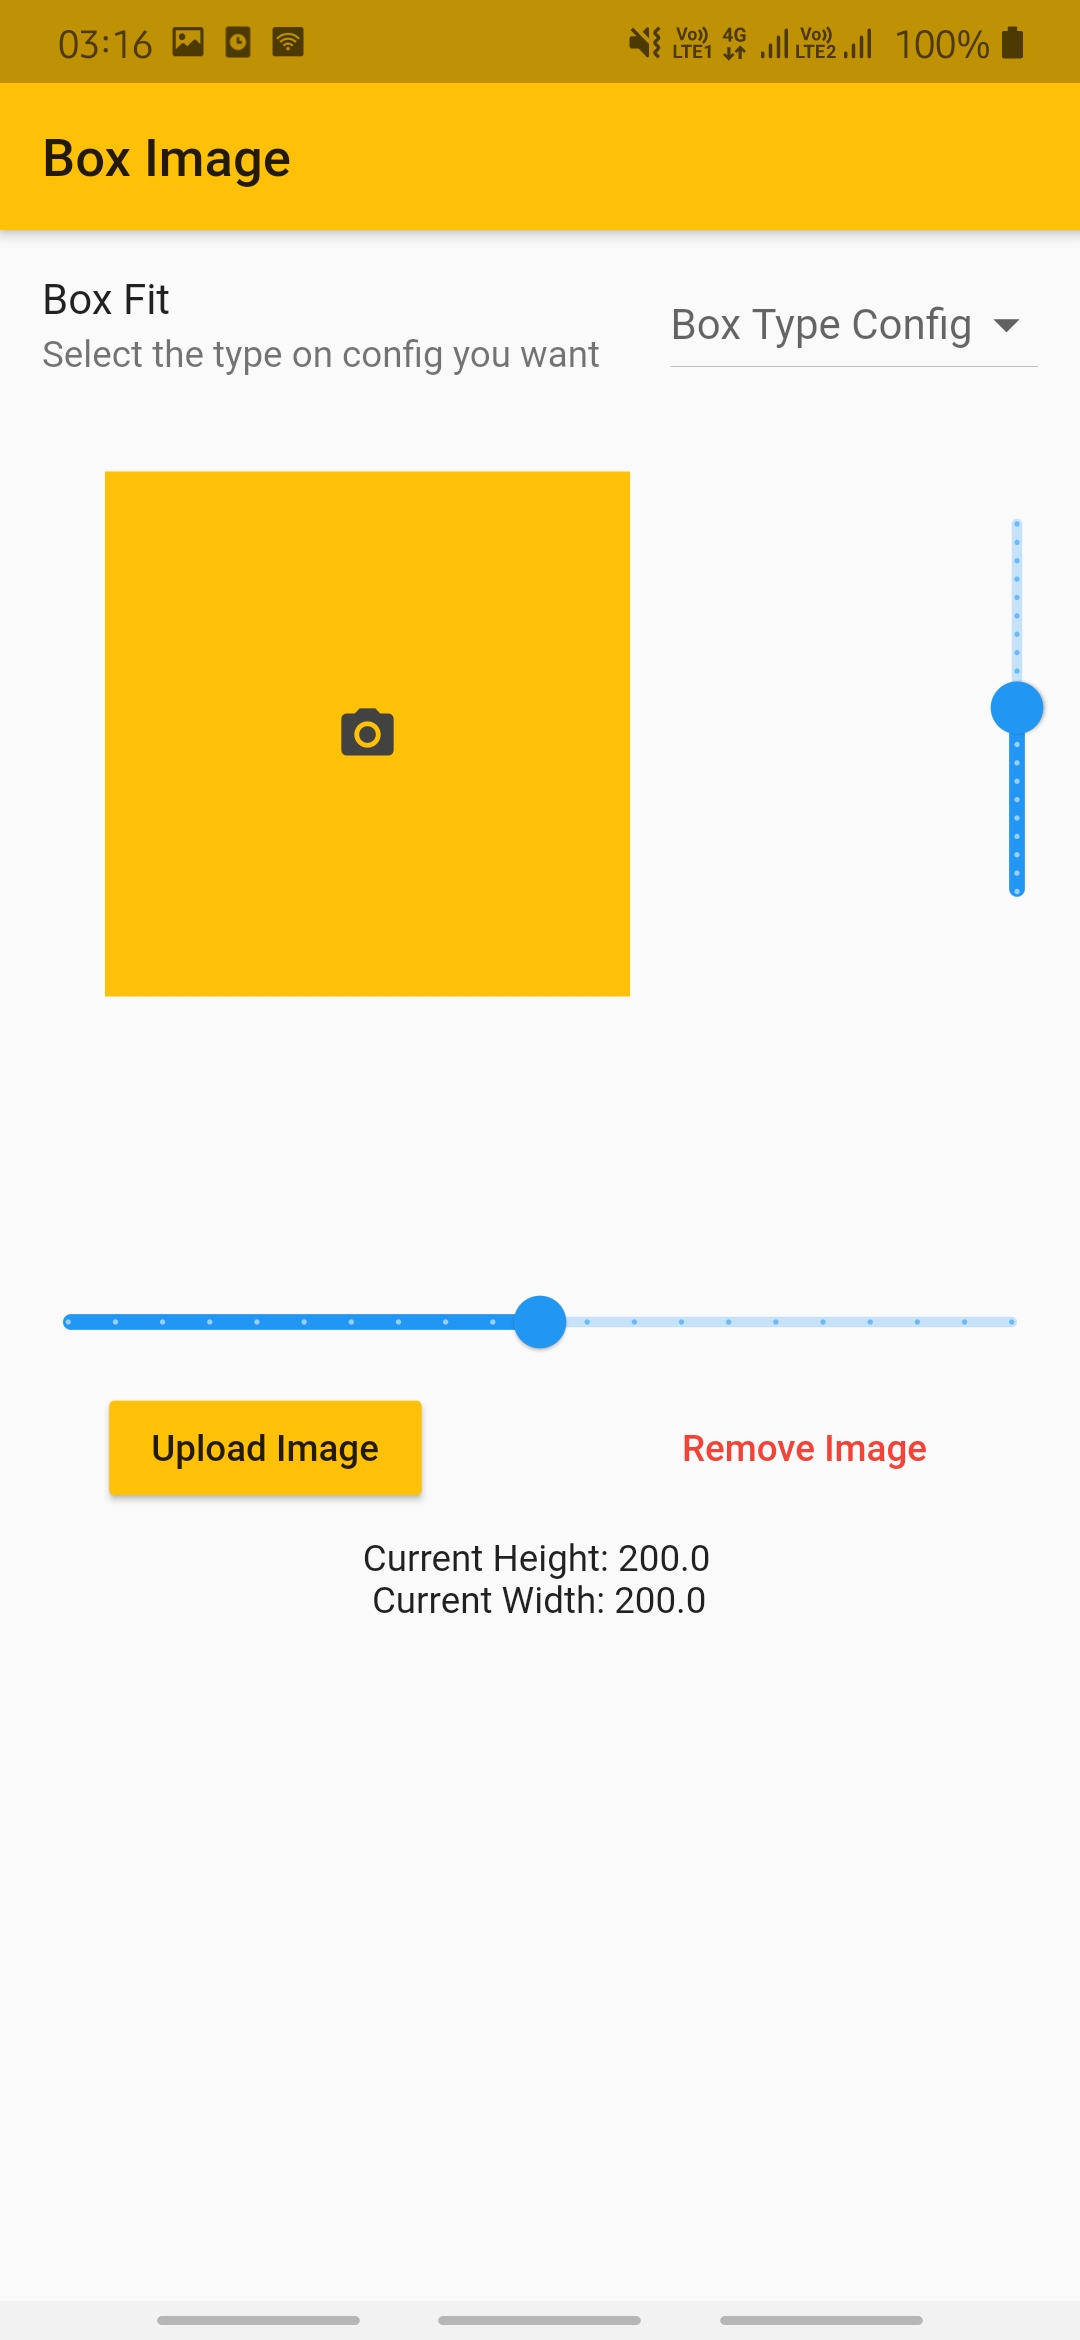 03:16 Vo)) LTE1 4G Vo)) LTE2 100%
Box Image
Box Fit
Select the type on config you want
Box Type Config
Upload Image
Remove Image
Current Height: 200.0
Current Width: 200.0